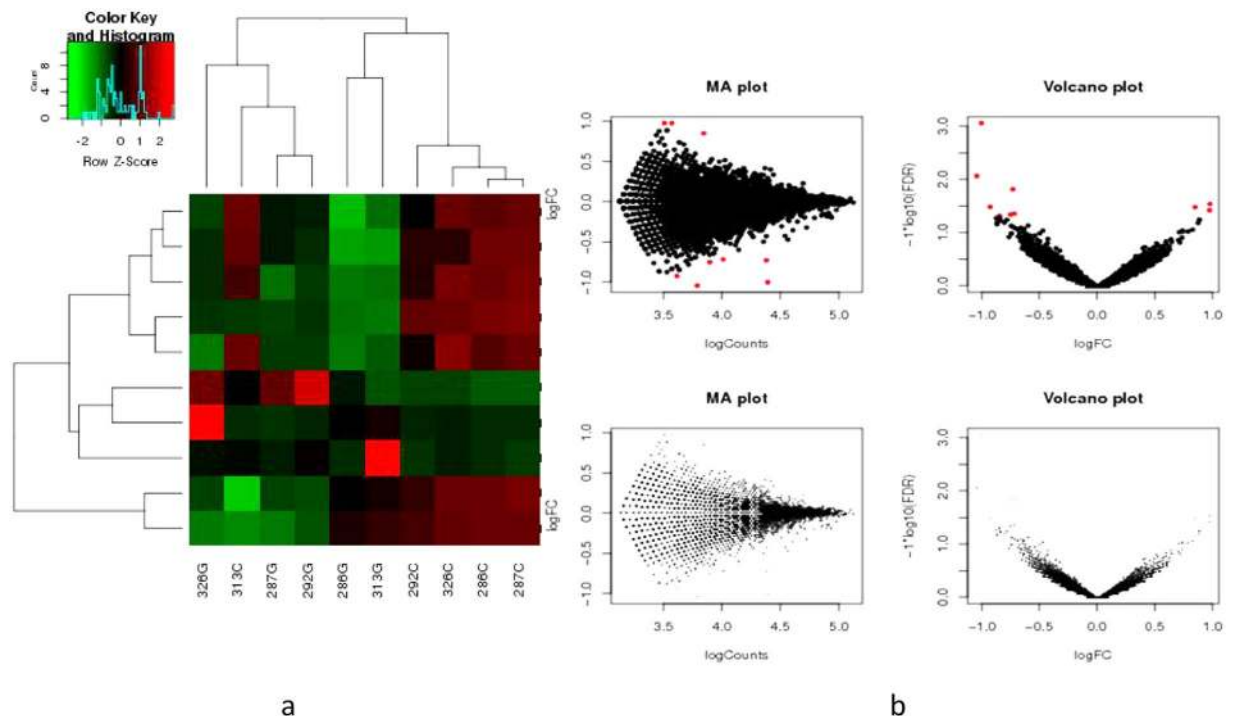 Color Key
and Histogram
Count
0 4 8
-2 0 1 2
Row Z-Score
logFC
logFC
326G 313C 287G 292G 286G 313G 292C 326C 286C 287C
a
MA plot
-1.0 -0.5 0.0 0.5 1.0
3.5 4.0 4.5 5.0
logCounts
Volcano plot
-1*log10(FDR)
0.0 1.0 2.0 3.0
-1.0 -0.5 0.0 0.5 1.0
logFC
MA plot
-1.0 -0.5 0.0 0.5 1.0
3.5 4.0 4.5 5.0
logCounts
Volcano plot
-1*log10(FDR)
0.0 1.0 2.0 3.0
-1.0 -0.5 0.0 0.5 1.0
logFC
b